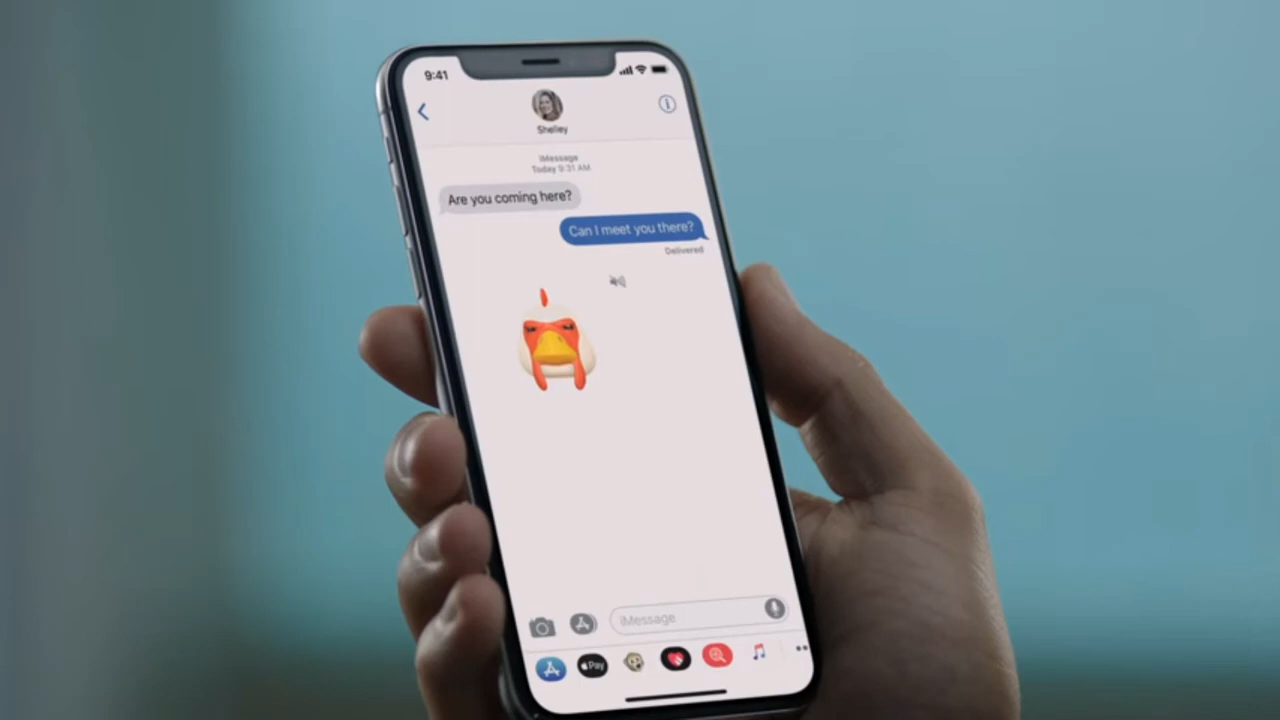 9:41
Shelley
iMessage
Today 9:31 AM
Are you coming here?
Can I meet you there?
Delivered
iMessage
Pay